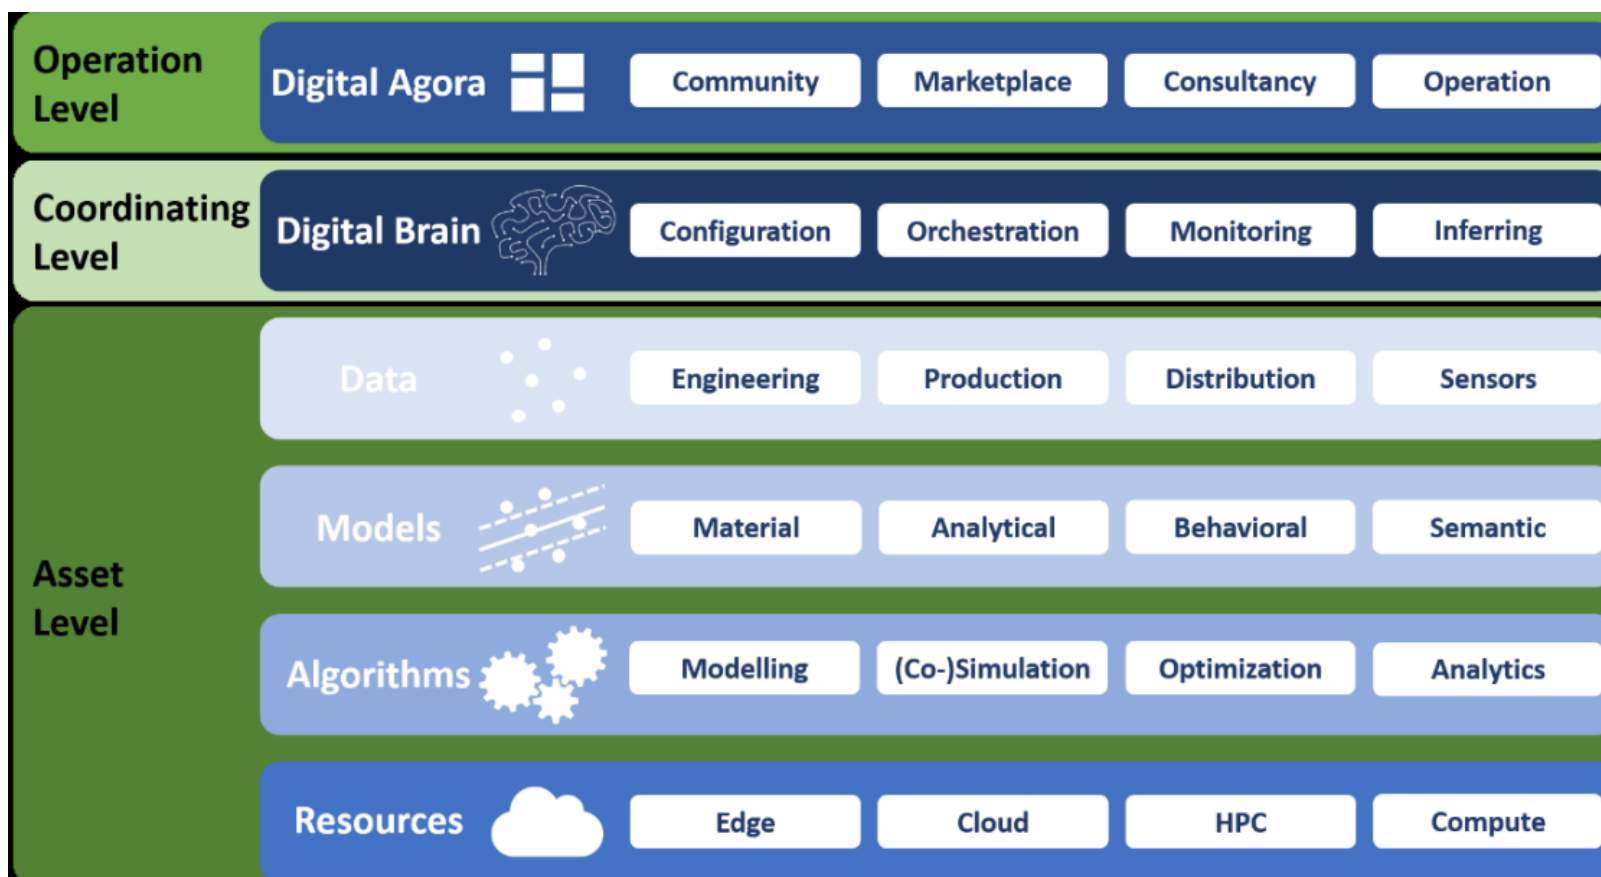 Operation
Level
Digital Agora
Community
Marketplace
Consultancy
Operation
Coordinating
Level
Digital Brain
Configuration
Orchestration
Monitoring
Inferring
Asset
Level
Data
Engineering
Production
Distribution
Sensors
Models
Material
Analytical
Behavioral
Semantic
Algorithms
Modelling
(Co-)Simulation
Optimization
Analytics
Resources
Edge
Cloud
HPC
Compute